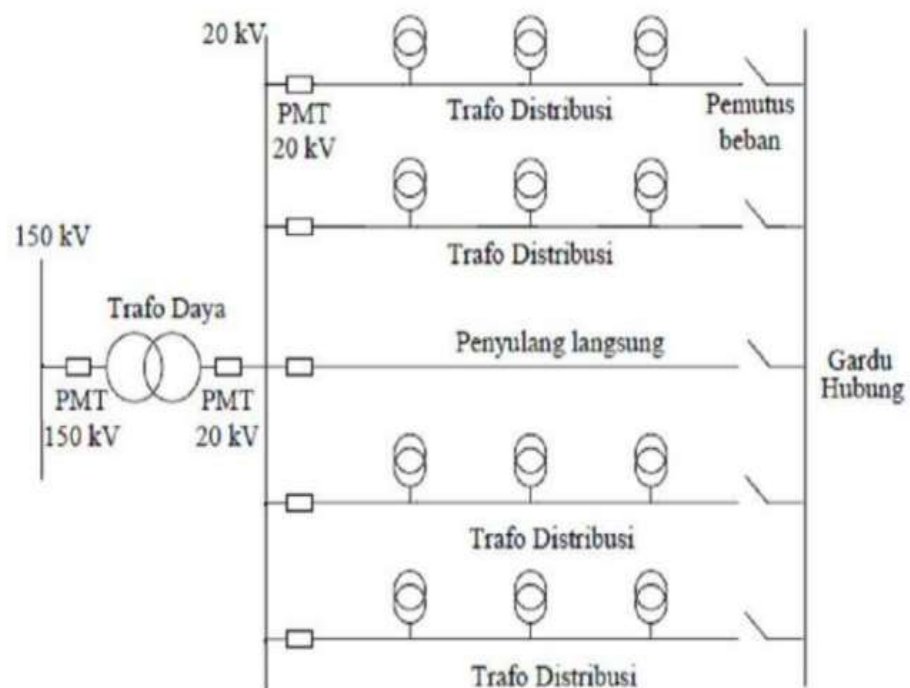 20 kV
PMT
20 kV
Trafo Distribusi
Pemutus
beban
Trafo Distribusi
150 kV
Trafo Daya
PMT
150 kV
PMT
20 kV
Penyulang langsung
Gardu
Hubung
Trafo Distribusi
Trafo Distribusi